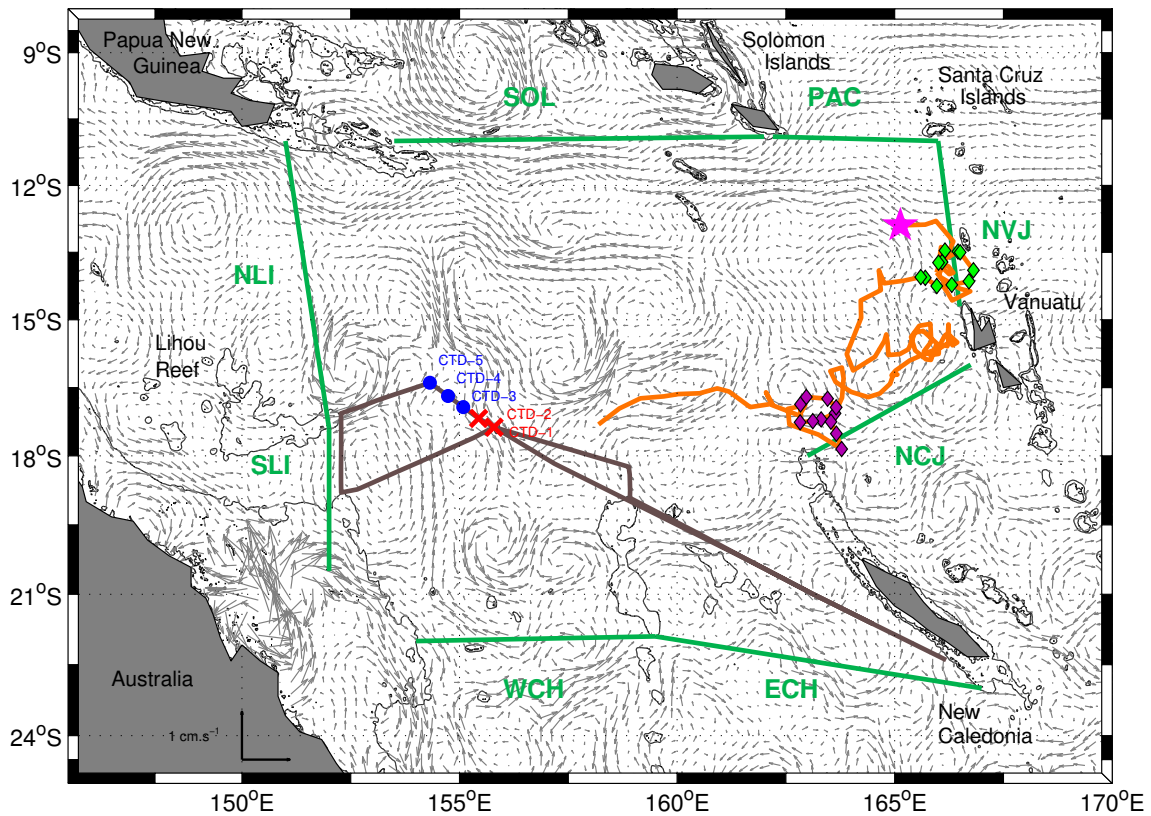 9°S
12°S
15°S
18°S
21°S
24°S
Papua New
Guinea
Solomon
Islands
Santa Cruz
Islands
SOL
PAC
NVJ
NLI
Vanuatu
Lihou
Reef
CTD−5
CTD−4
CTD−3
CTD−2
CTD−1
SLI
NCJ
Australia
WCH
ECH
New
Caledonia
1 cm.s−1
150°E
155°E
160°E
165°E
170°E